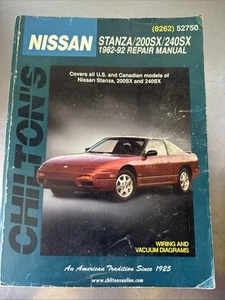 (8262) 52750
NISSAN
STANZA/200SX/240SX
1982-92 REPAIR MANUAL
Covers all U.S. and Canadian models of
Nissan Stanza, 200SX and 240SX
CHILTON'S
WIRING AND
VACUUM DIAGRAMS
An American Tradition Since 1925
www.chiltonsonline.com